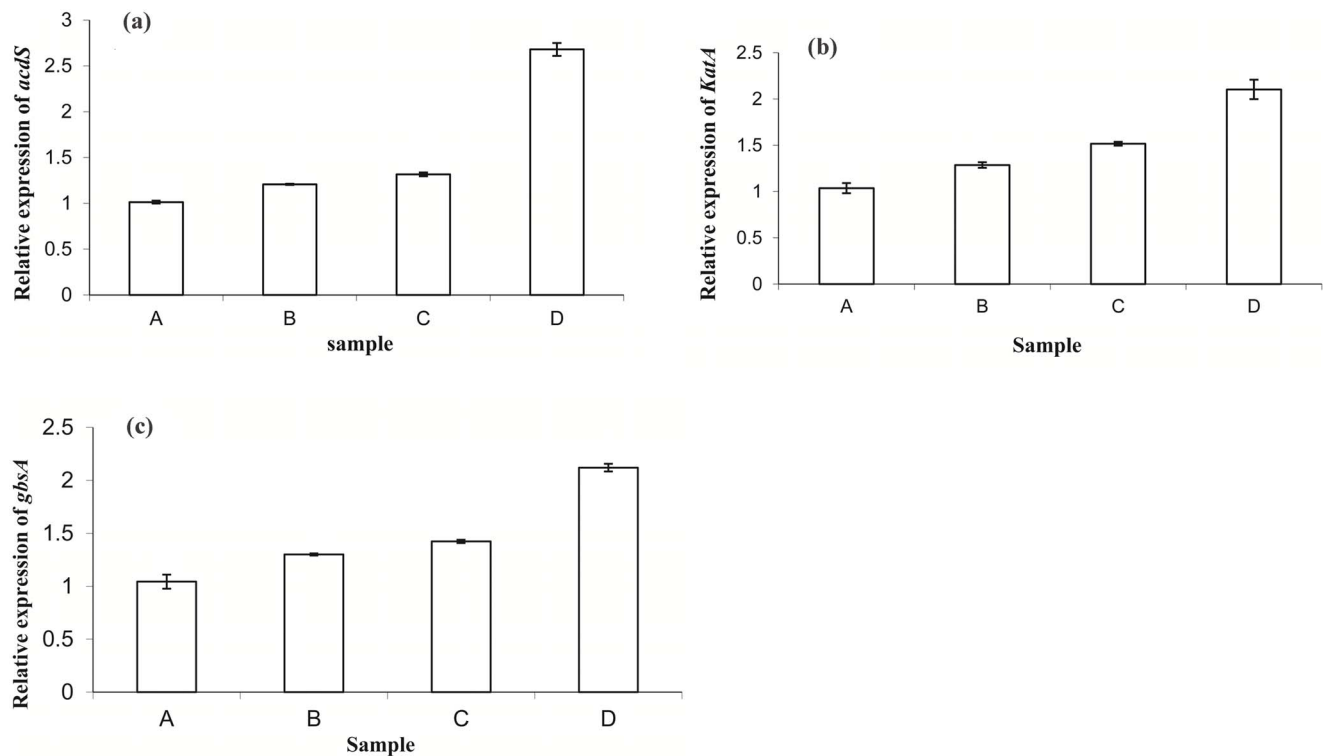 (a)
Relative expression of acdS
3
2.5
2
1.5
1
0.5
0
A B C D
sample
(b)
Relative expression of KatA
2.5
2
1.5
1
0.5
0
A B C D
Sample
(c)
Relative expression of gbsA
2.5
2
1.5
1
0.5
0
A B C D
Sample